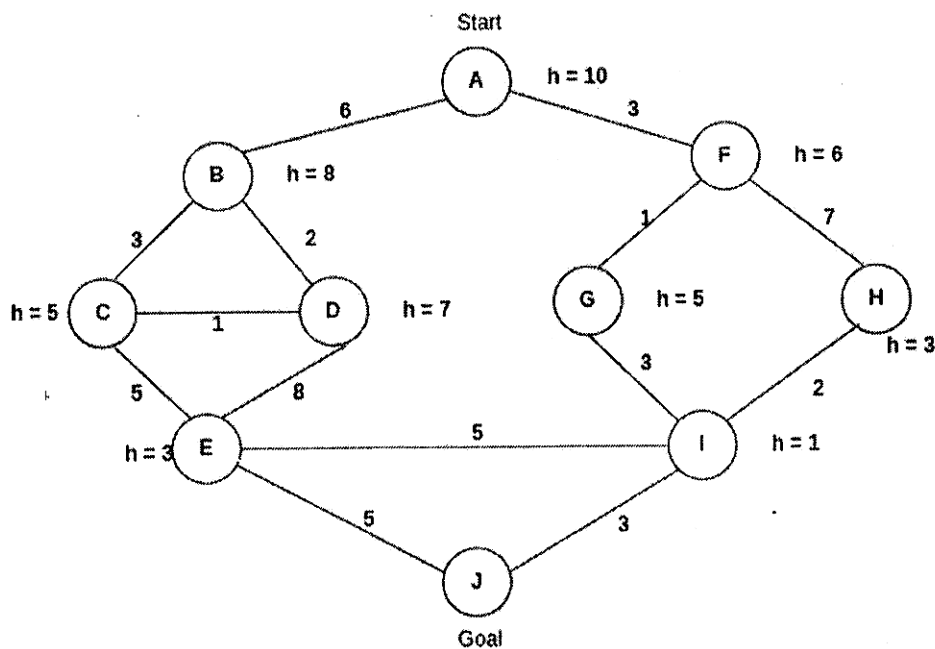 Start
A
h = 10
6
3
F
h = 6
B
h = 8
1
7
3
2
G
h = 5
H
h = 5
C
1
D
h = 7
h = 3
3
2
5
8
5
h = 3
E
I
h = 1
5
3
J
Goal